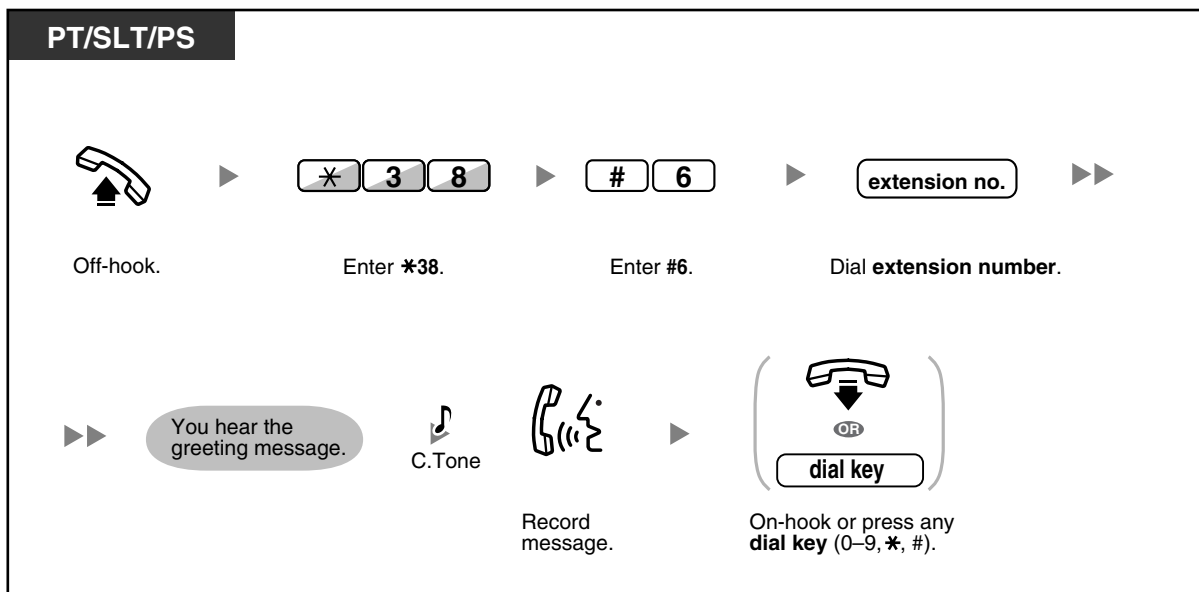 PT/SLT/PS
* 3 8
# 6
extension no.
Off-hook.
Enter *38.
Enter #6.
Dial extension number.
You hear the
greeting message.
C.Tone
OR
dial key
Record
message.
On-hook or press any
dial key (0–9, *, #).